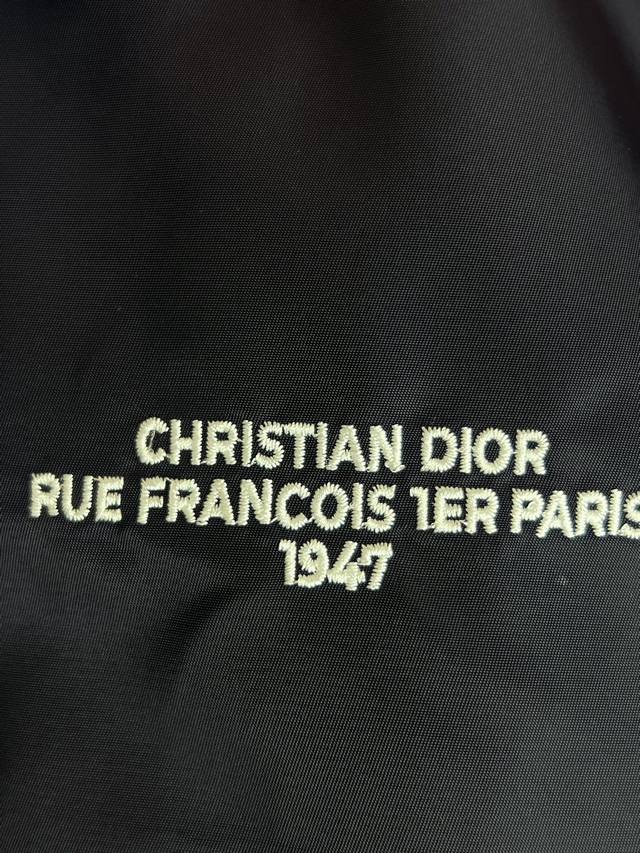 CHRISTIAN DIOR
RUE FRANCOIS 1ER PARIS
1947